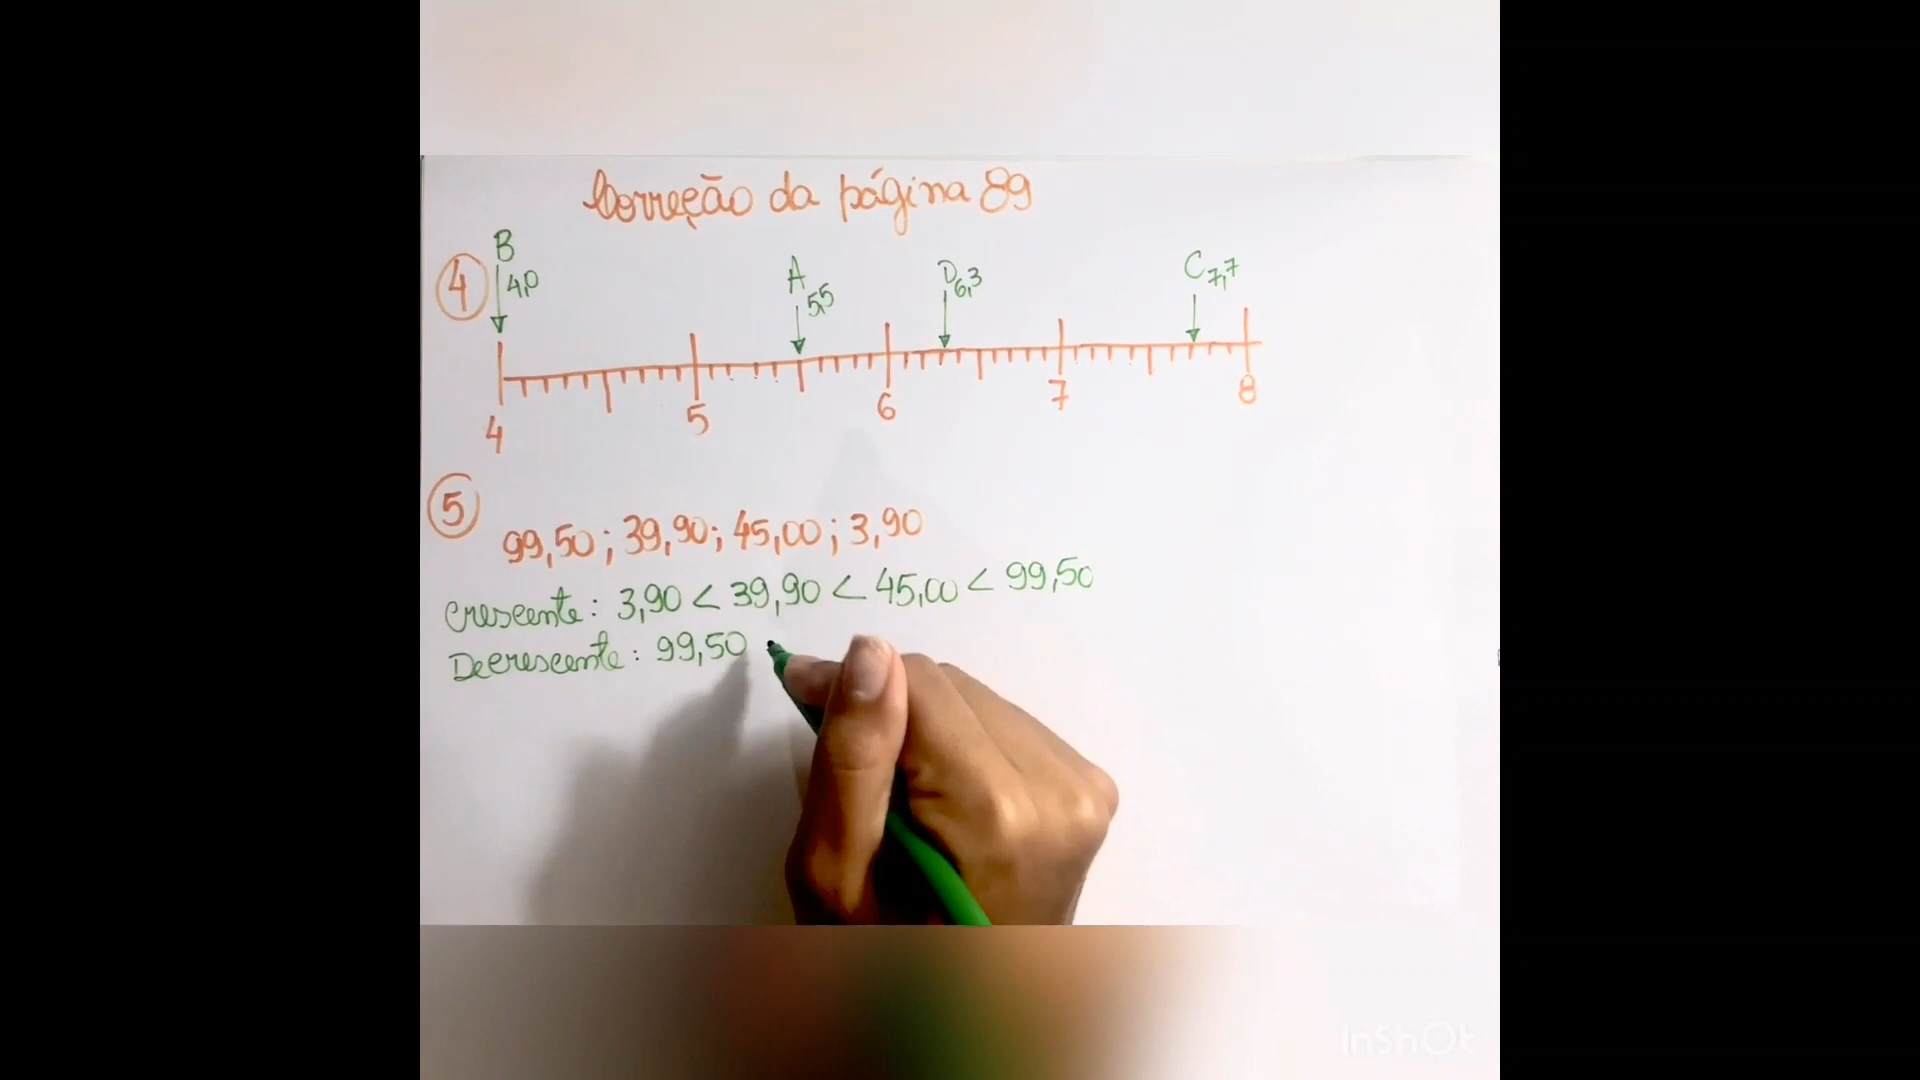 Correção da página 89
B A D C
4 4,0 5,5 6,3 7,7
4 5 6 7 8
5
99,50; 39,90; 45,00; 3,90
Crescente: 3,90 < 39,90 < 45,00 < 99,50
Decrescente: 99,50
InShOt